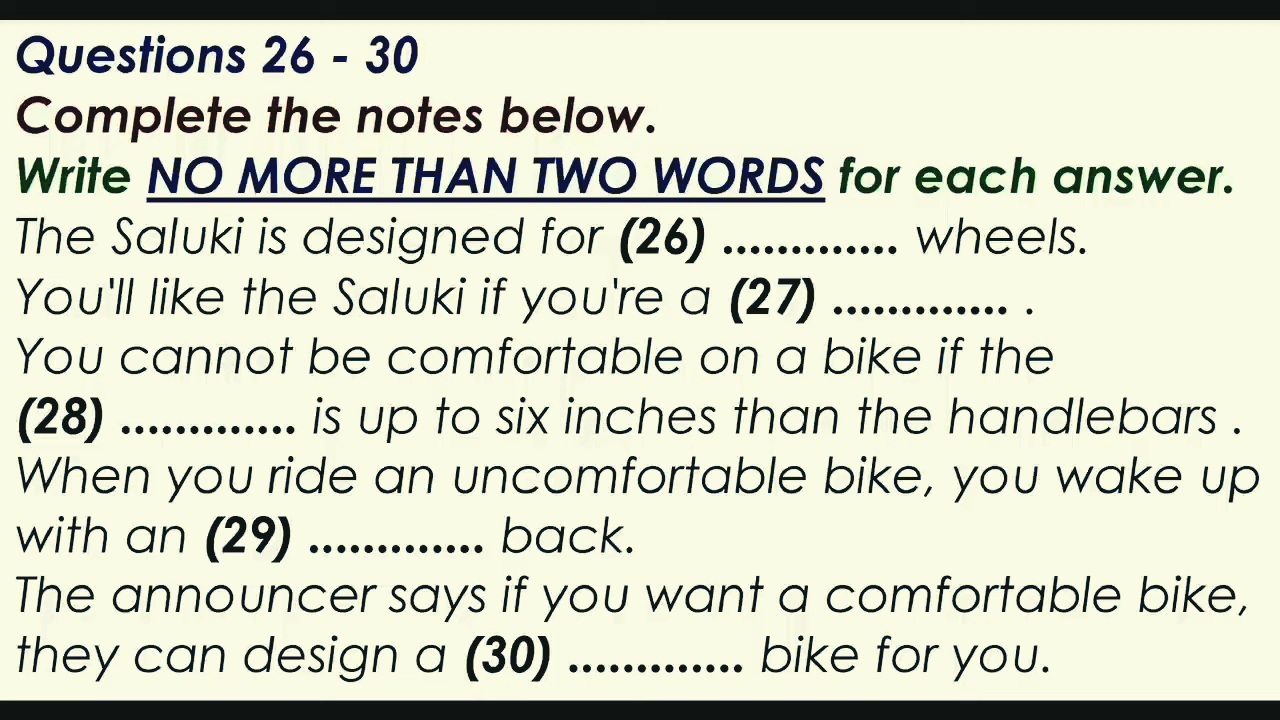 Questions 26 - 30
Complete the notes below.
Write NO MORE THAN TWO WORDS for each answer.
The Saluki is designed for (26) ............. wheels.
You'll like the Saluki if you're a (27) ............. .
You cannot be comfortable on a bike if the
(28) ............. is up to six inches than the handlebars .
When you ride an uncomfortable bike, you wake up
with an (29) ............. back.
The announcer says if you want a comfortable bike,
they can design a (30) ............. bike for you.